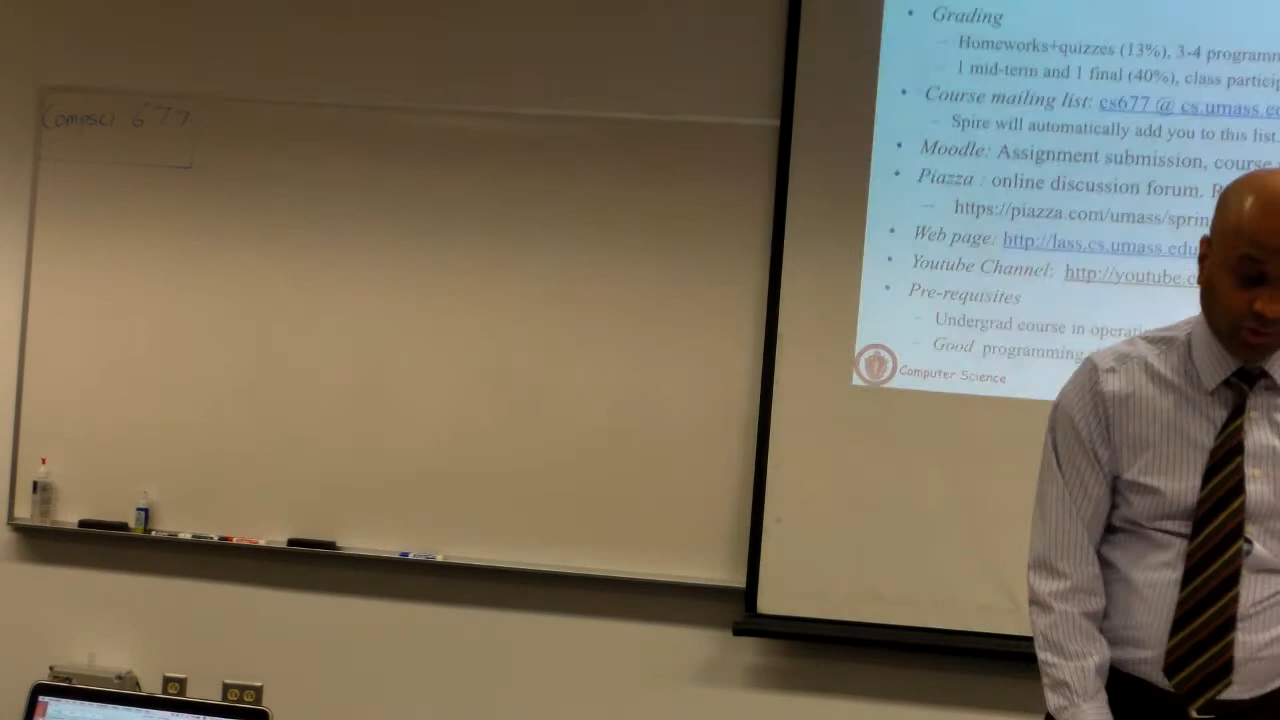 Compsci 677
• Grading
– Homeworks+quizzes (13%), 3-4 programm
– 1 mid-term and 1 final (40%), class particip
• Course mailing list: cs677 @ cs.umass.ed
– Spire will automatically add you to this list.
• Moodle: Assignment submission, course
• Piazza : online discussion forum.
– https://piazza.com/umass/sprin
• Web page: http://lass.cs.umass.edu
• Youtube Channel: http://youtube.c
• Pre-requisites
– Undergrad course in operati
– Good programming
Computer Science